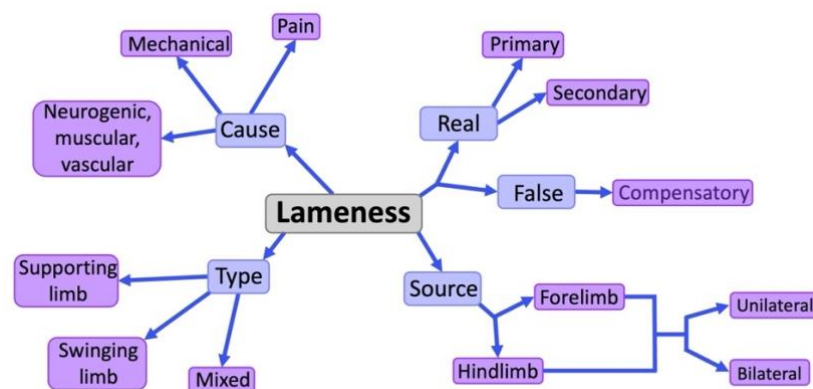 Pain
Mechanical
Neurogenic,
muscular,
vascular
Cause
Primary
Secondary
Real
False
Compensatory
Lameness
Supporting
limb
Type
Swinging
limb
Mixed
Source
Forelimb
Hindlimb
Unilateral
Bilateral